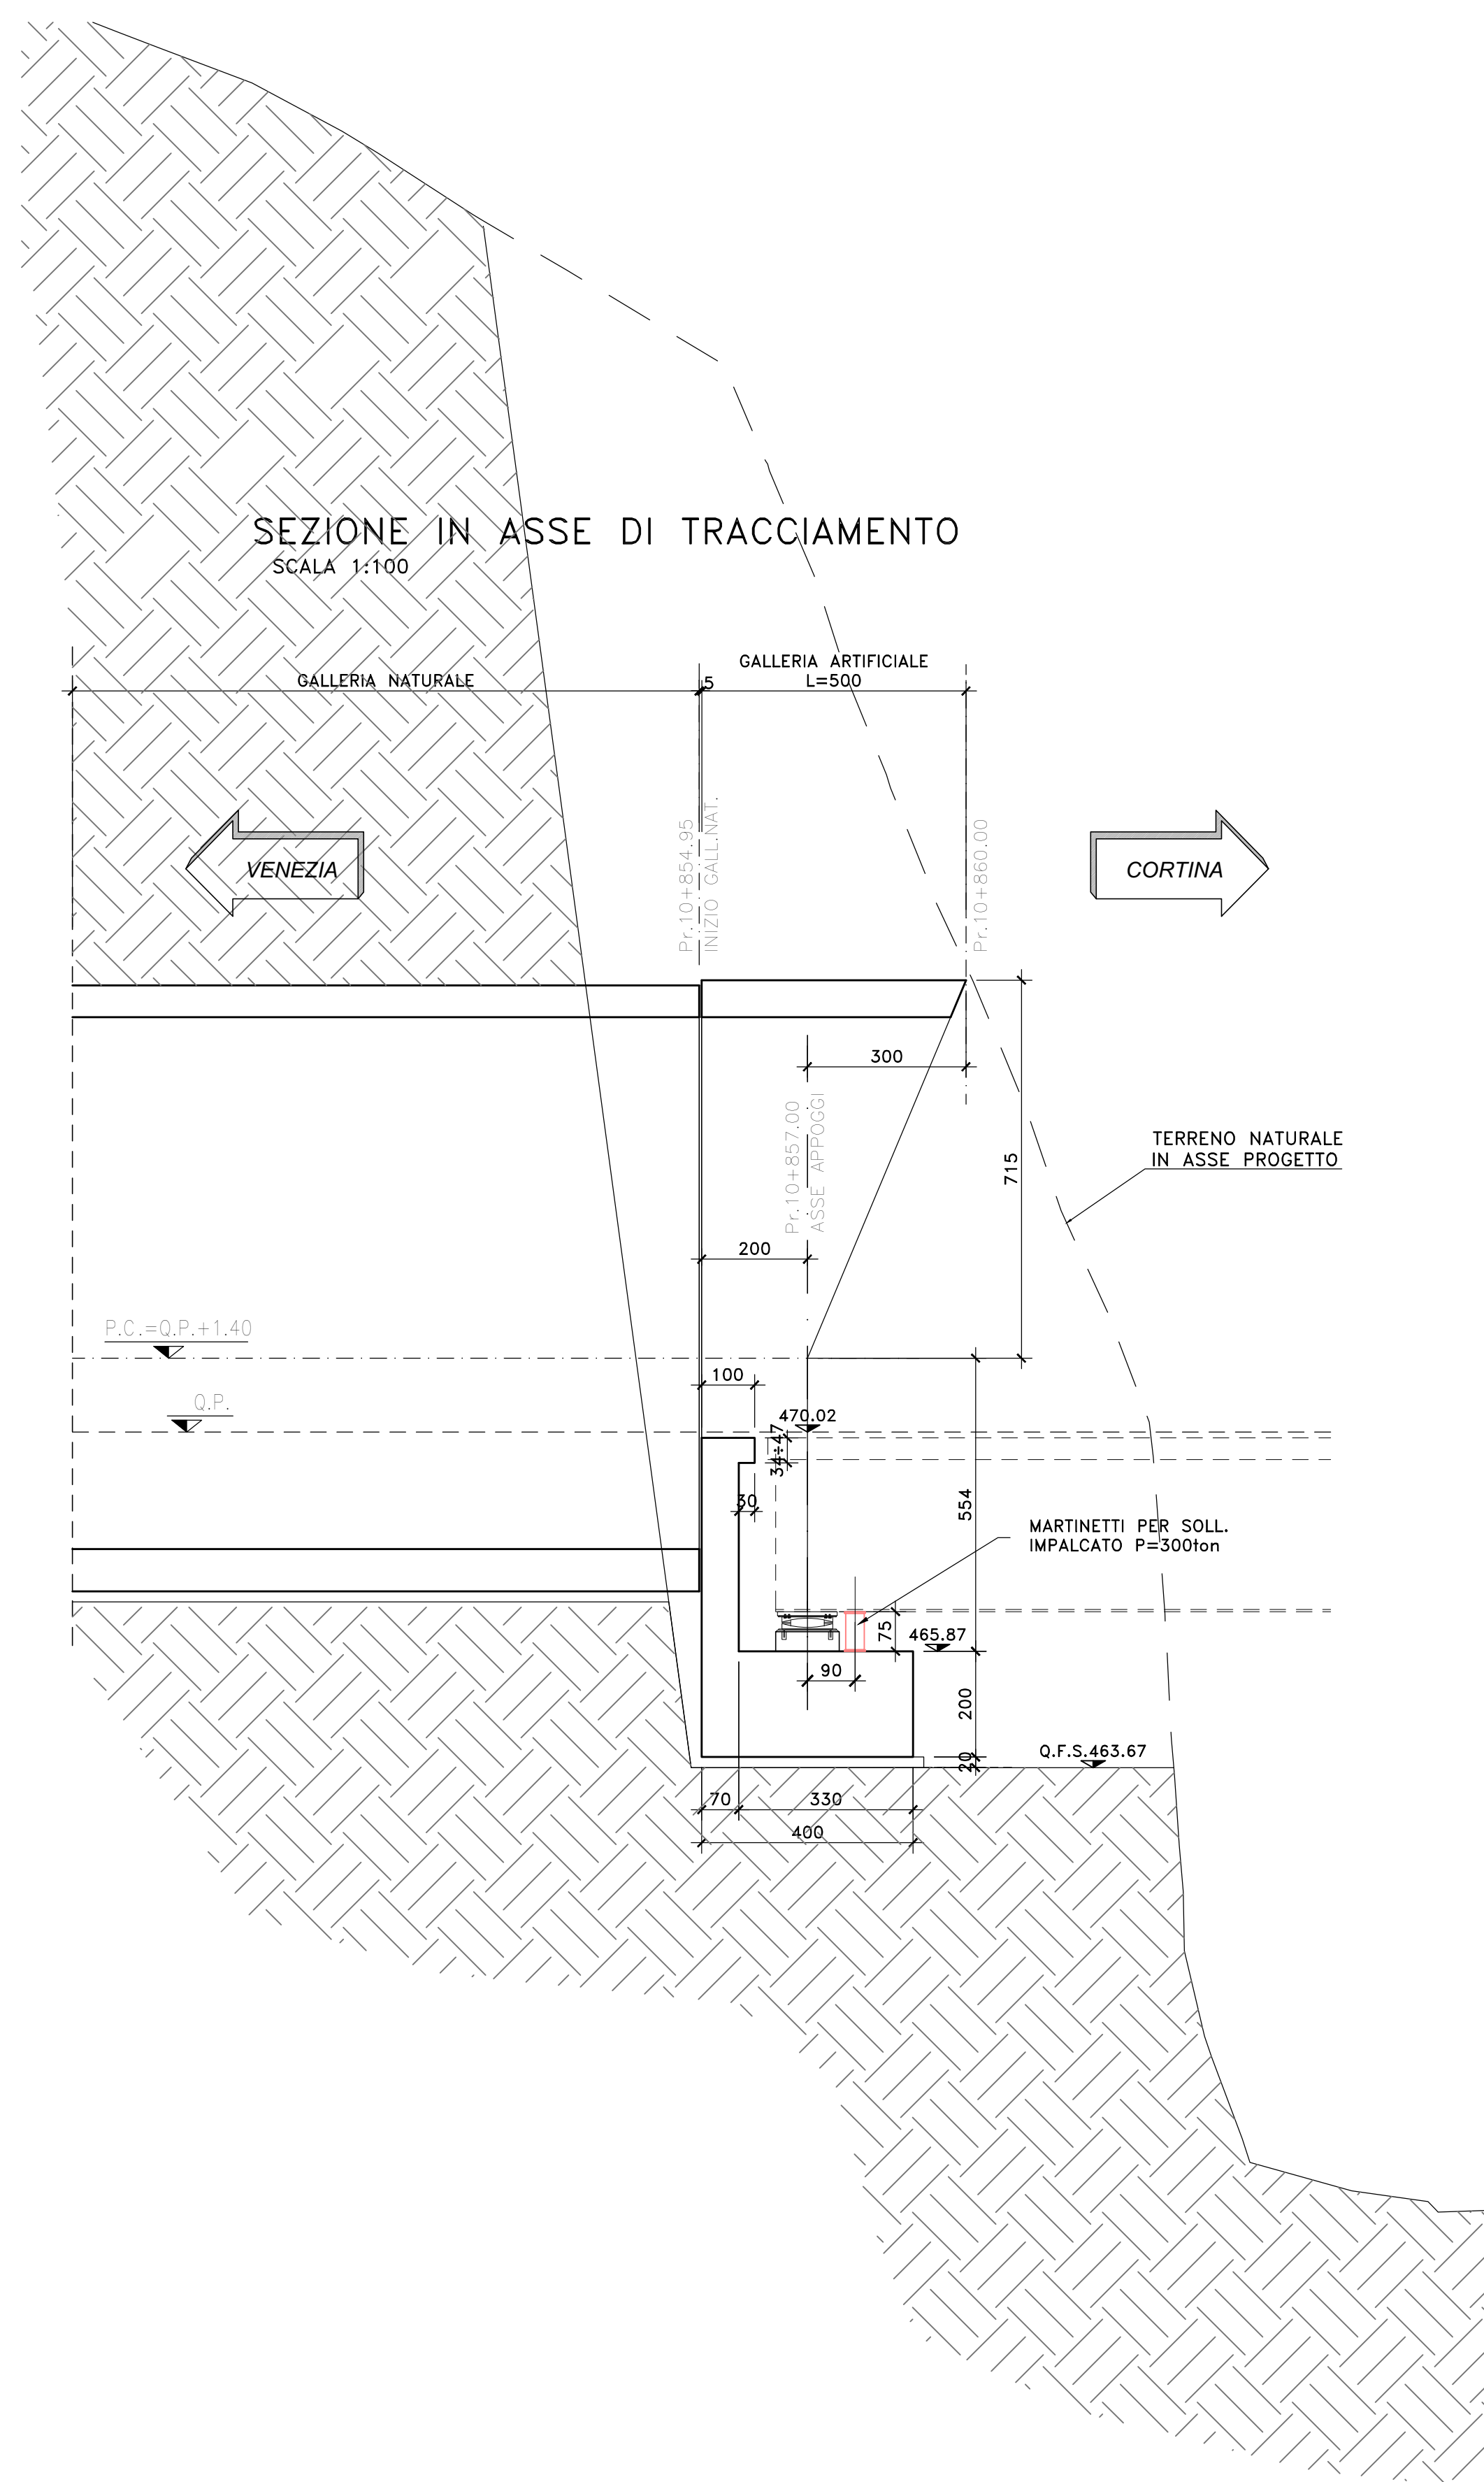 SEZIONE IN ASSE DI TRACCIAMENTO
SCALA 1:100
GALLERIA ARTIFICIALE
GALLERIA NATURALE
5
L=500
Pr.10+854.95
INIZIO GALL.NAT.
Pr.10+860.00
VENEZIA
CORTINA
300
Pr.10+857.00
ASSE APPOGGI
715
TERRENO NATURALE
IN ASSE PROGETTO
200
P.C.=Q.P.+1.40
100
Q.P.
470.02
34÷47
30
554
MARTINETTI PER SOLL.
IMPALCATO P=300ton
75
465.87
90
200
Q.F.S.463.67
20
70
330
400